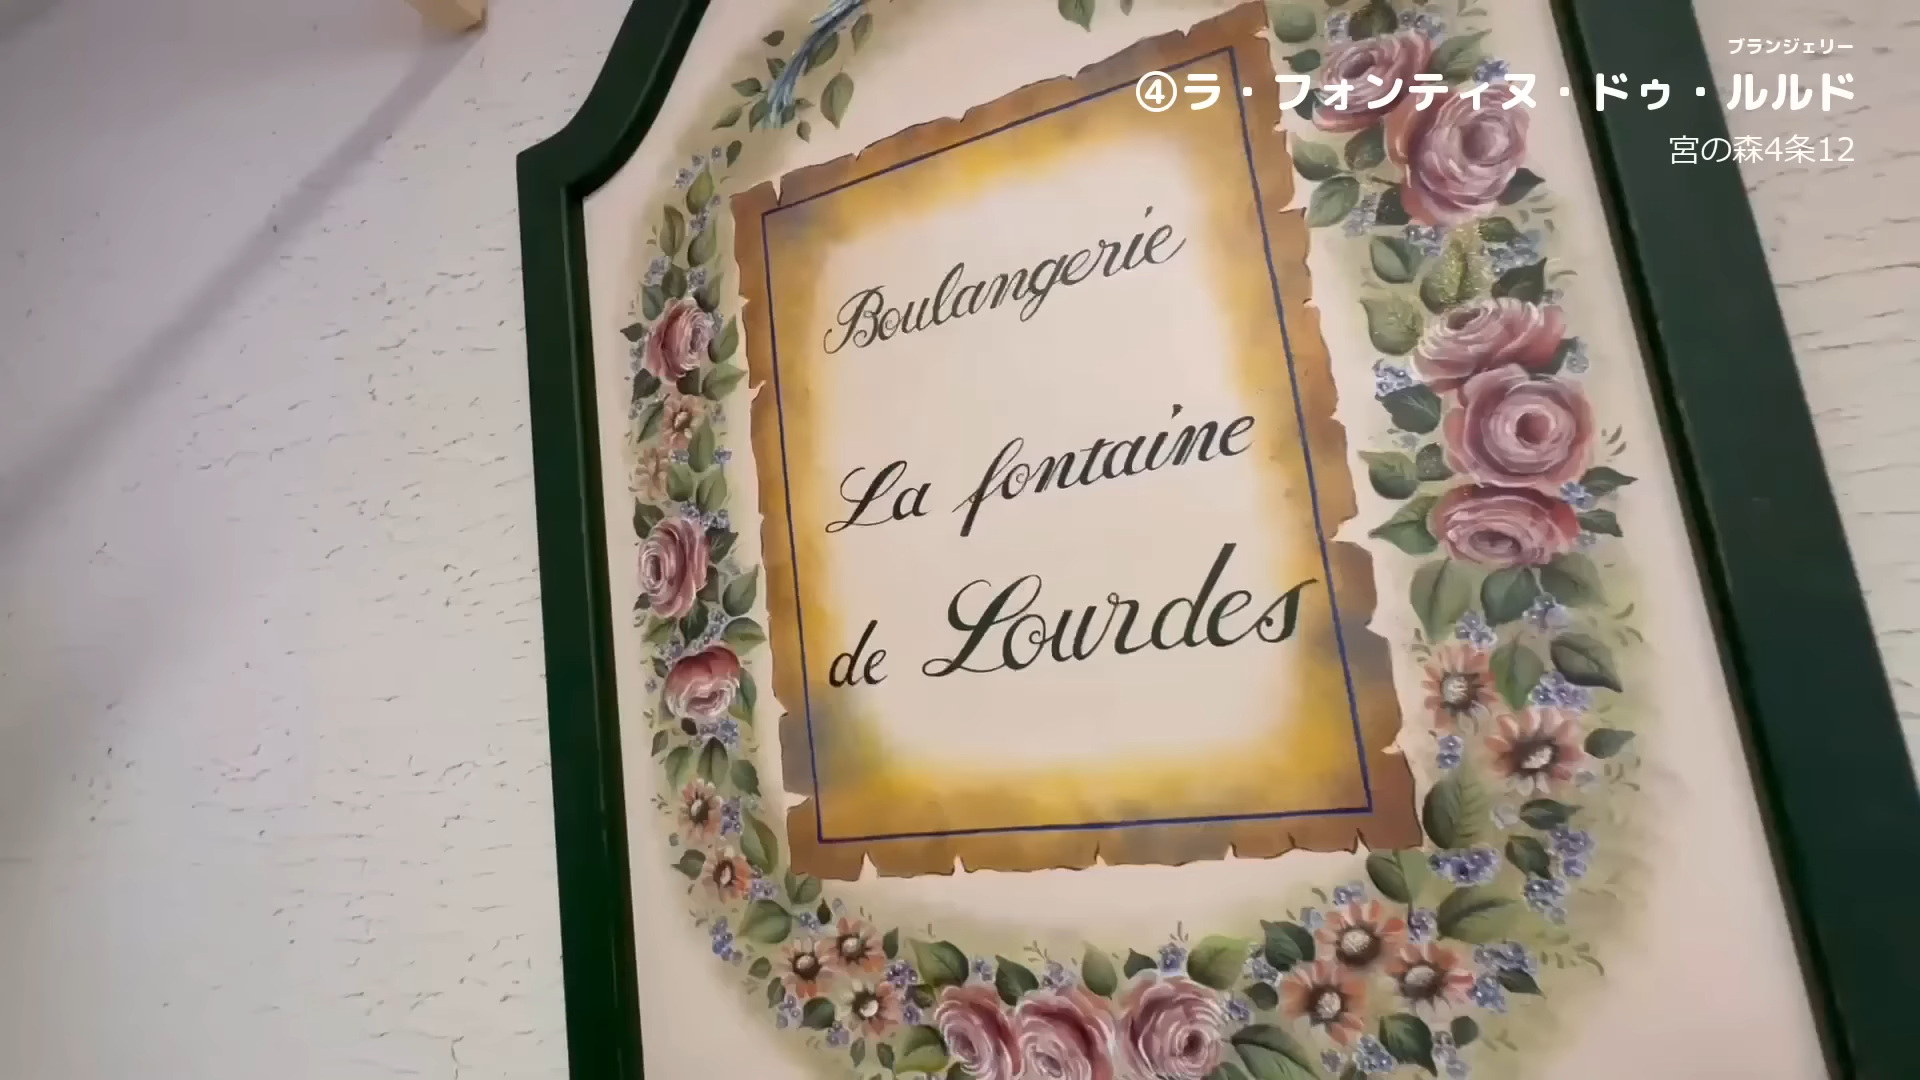 ブランジェリー
④ラ・フォンティヌ・ドゥ・ルルド
宮の森4条12
Boulangerie
La fontaine
de Lourdes